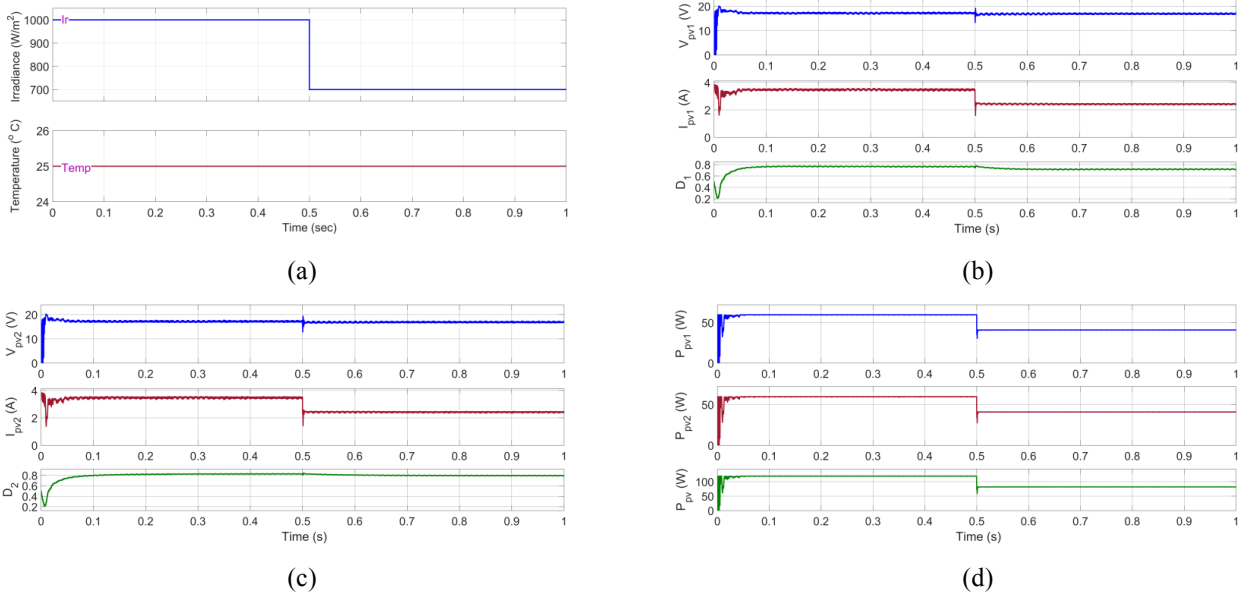 Irradiance (W/m²)
1000
900
800
700
Ir
Temperature (° C)
26
25
24
Temp
0 0.1 0.2 0.3 0.4 0.5 0.6 0.7 0.8 0.9 1
Time (sec)
(a)
V_pv1 (V)
20
10
0
0 0.1 0.2 0.3 0.4 0.5 0.6 0.7 0.8 0.9 1
I_pv1 (A)
4
2
0
0 0.1 0.2 0.3 0.4 0.5 0.6 0.7 0.8 0.9 1
D_1
0.8
0.6
0.4
0.2
0 0.1 0.2 0.3 0.4 0.5 0.6 0.7 0.8 0.9 1
Time (s)
(b)
V_pv2 (V)
20
10
0
0 0.1 0.2 0.3 0.4 0.5 0.6 0.7 0.8 0.9 1
I_pv2 (A)
4
2
0
0 0.1 0.2 0.3 0.4 0.5 0.6 0.7 0.8 0.9 1
D_2
0.8
0.6
0.4
0.2
0 0.1 0.2 0.3 0.4 0.5 0.6 0.7 0.8 0.9 1
Time (s)
(c)
P_pv1 (W)
50
0
0 0.1 0.2 0.3 0.4 0.5 0.6 0.7 0.8 0.9 1
P_pv2 (W)
50
0
0 0.1 0.2 0.3 0.4 0.5 0.6 0.7 0.8 0.9 1
P_pv (W)
100
50
0
0 0.1 0.2 0.3 0.4 0.5 0.6 0.7 0.8 0.9 1
Time (s)
(d)